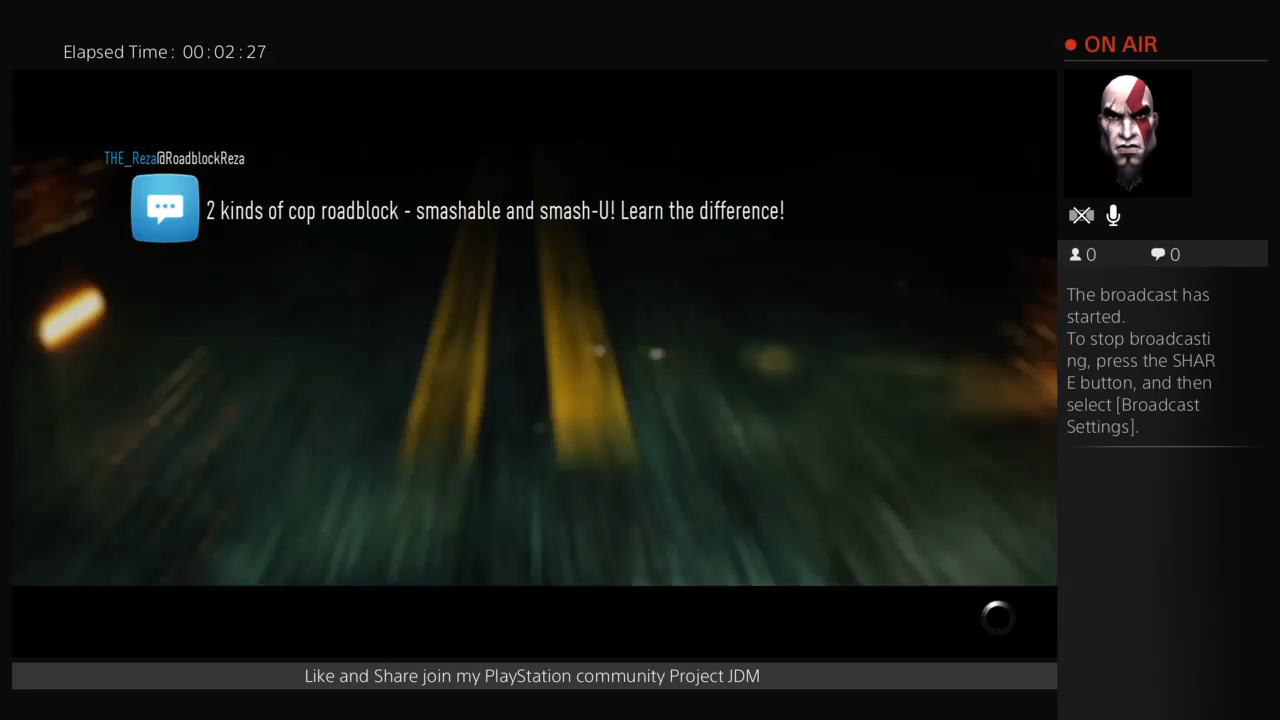 Elapsed Time: 00:02:27
ON AIR
THE_Reza@RoadblockReza
2 kinds of cop roadblock - smashable and smash-U! Learn the difference!
0 0
The broadcast has
started.
To stop broadcasti
ng, press the SHAR
E button, and then
select [Broadcast
Settings].
Like and Share join my PlayStation community Project JDM